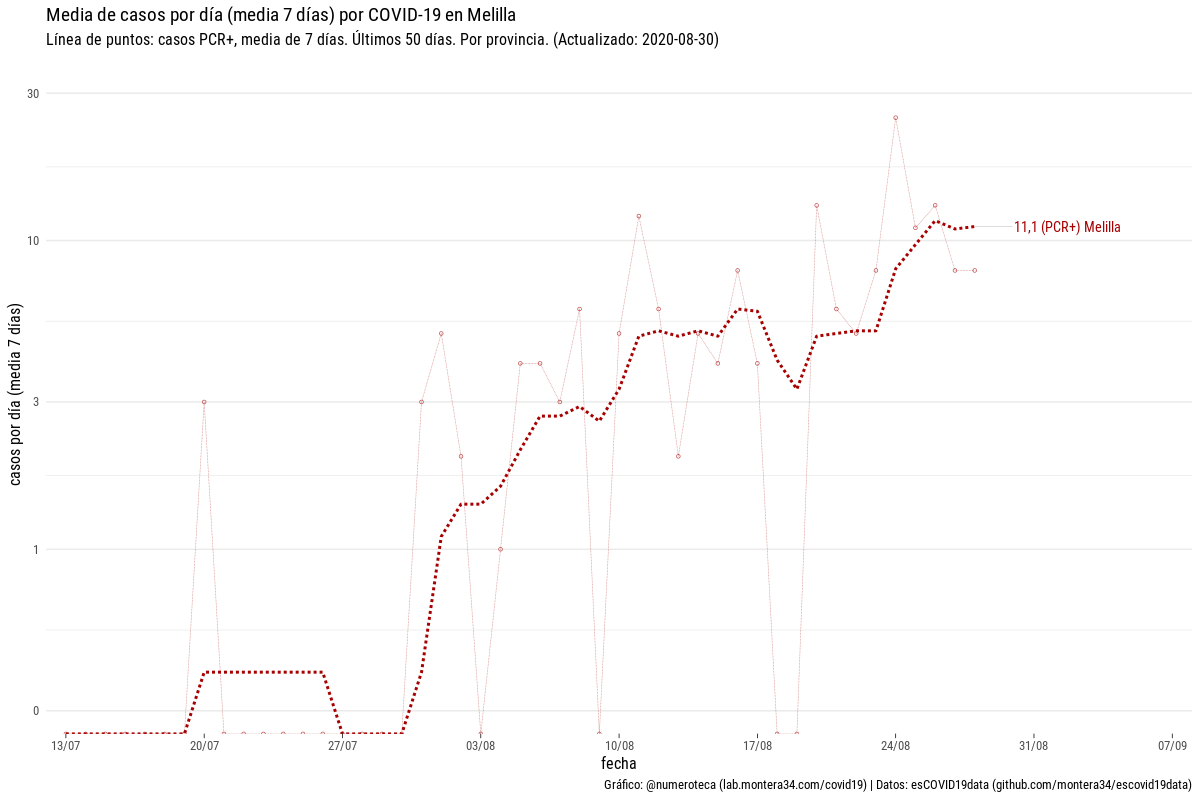 Media de casos por día (media 7 días) por COVID-19 en Melilla
Línea de puntos: casos PCR+, media de 7 días. Últimos 50 días. Por provincia. (Actualizado: 2020-08-30)
casos por día (media 7 días)
30
10
3
1
0
11,1 (PCR+) Melilla
13/07 20/07 27/07 03/08 10/08 17/08 24/08 31/08 07/09
fecha
Gráfico: @numeroteca (lab.montera34.com/covid19) | Datos: esCOVID19data (github.com/montera34/escovid19data)